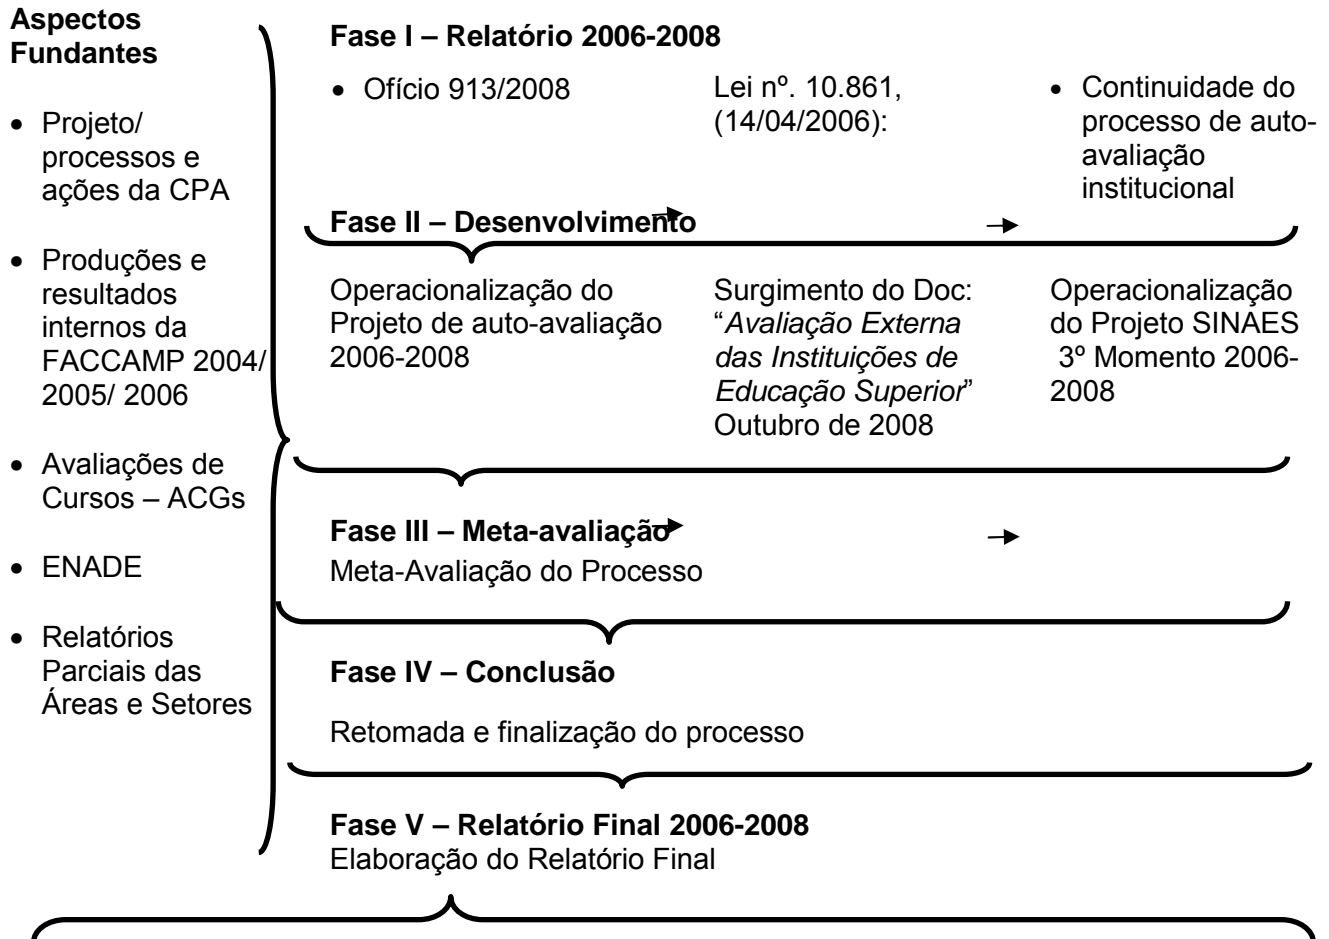 Aspectos
Fundantes
• Projeto/
processos e
ações da CPA
• Produções e
resultados
internos da
FACCAMP 2004/
2005/ 2006
• Avaliações de
Cursos – ACGs
• ENADE
• Relatórios
Parciais das
Áreas e Setores
Fase I – Relatório 2006-2008
• Ofício 913/2008
Lei nº. 10.861,
(14/04/2006):
• Continuidade do
processo de auto-
avaliação
institucional
Fase II – Desenvolvimento
Operacionalização do
Projeto de auto-avaliação
2006-2008
Surgimento do Doc:
“Avaliação Externa
das Instituições de
Educação Superior”
Outubro de 2008
Operacionalização
do Projeto SINAES
3º Momento 2006-
2008
Fase III – Meta-avaliação
Meta-Avaliação do Processo
Fase IV – Conclusão
Retomada e finalização do processo
Fase V – Relatório Final 2006-2008
Elaboração do Relatório Final